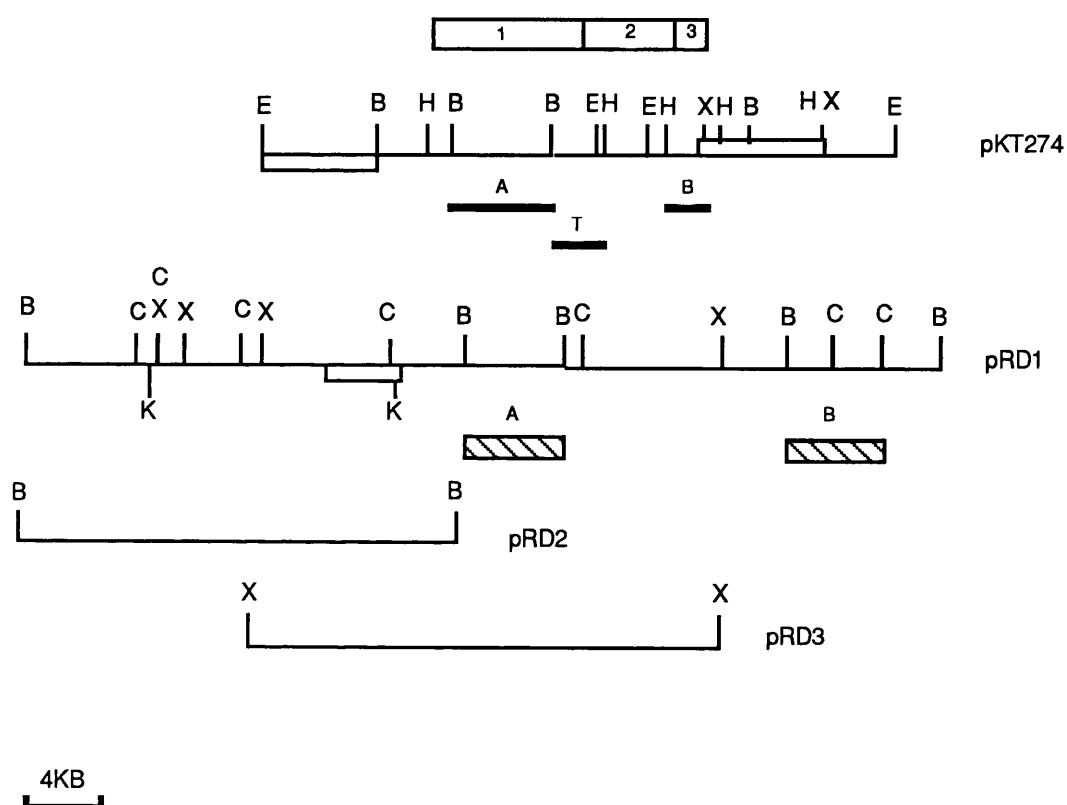 1 2 3
E B H B B E H E H X H B H X E
pKT274
A B
T
C
B C X X C X C B B C X B C C B
pRD1
K K
A B
B B
pRD2
X X
pRD3
4KB